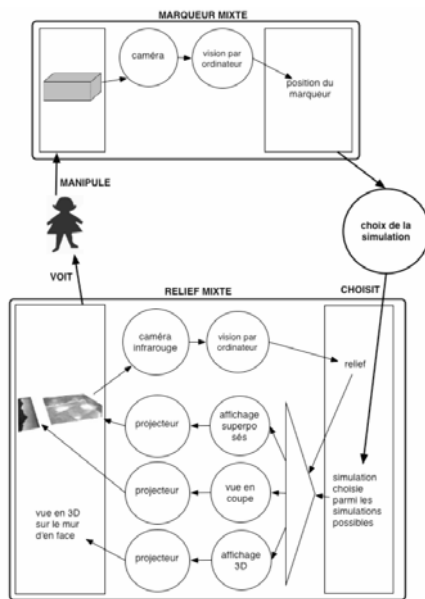 MARQUEUR MIXTE
caméra
vision par
ordinateur
position du
marqueur
MANIPULE
choix de la
simulation
VOIT
RELIEF MIXTE
CHOISIT
caméra
infrarouge
vision par
ordinateur
relief
projecteur
affichage
superpo
sés
projecteur
vue en
coupe
simulation
choisie
parmi les
simulations
possibles
vue en 3D
sur le mur
d'en face
projecteur
affichage
3D